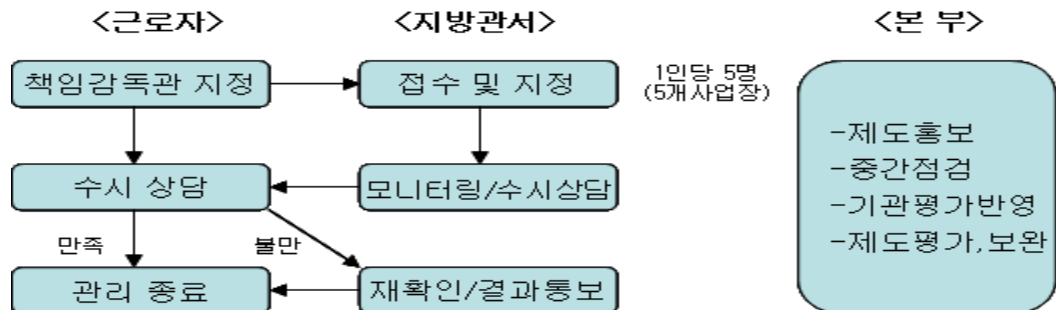 <근로자> <지방관서> <본 부>
책임감독관 지정 접수 및 지정 1인당 5명
(5개사업장)
수시 상담 모니터링/수시상담
만족 불만
관리 종료 재확인/결과통보
-제도홍보
-중간점검
-기관평가반영
-제도평가,보완